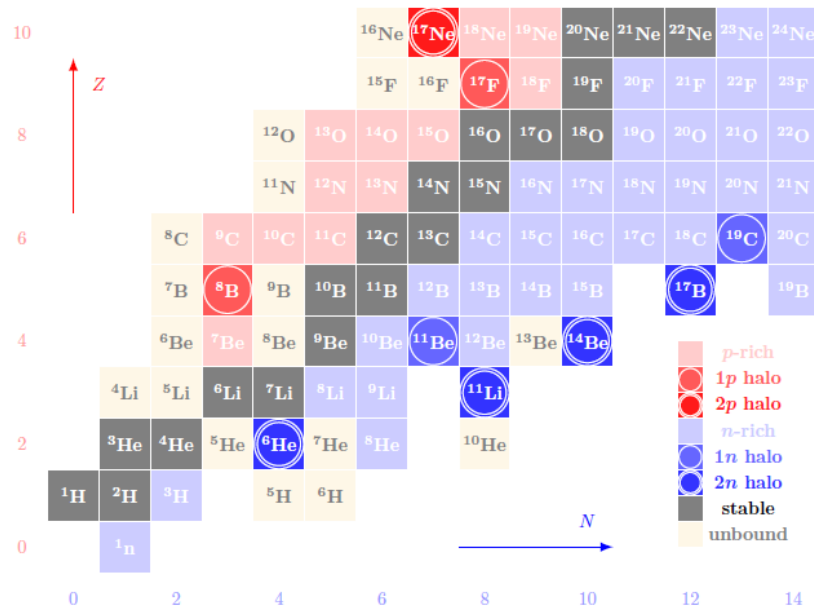 10 ¹⁶Ne ¹⁷Ne ¹⁸Ne ¹⁹Ne ²⁰Ne ²¹Ne ²²Ne ²³Ne ²⁴Ne
Z ¹⁵F ¹⁶F ¹⁷F ¹⁸F ¹⁹F ²⁰F ²¹F ²²F ²³F
8 ¹²O ¹³O ¹⁴O ¹⁵O ¹⁶O ¹⁷O ¹⁸O ¹⁹O ²⁰O ²¹O ²²O
¹¹N ¹²N ¹³N ¹⁴N ¹⁵N ¹⁶N ¹⁷N ¹⁸N ¹⁹N ²⁰N ²¹N
6 ⁸C ⁹C ¹⁰C ¹¹C ¹²C ¹³C ¹⁴C ¹⁵C ¹⁶C ¹⁷C ¹⁸C ¹⁹C ²⁰C
⁷B ⁸B ⁹B ¹⁰B ¹¹B ¹²B ¹³B ¹⁴B ¹⁵B ¹⁷B ¹⁹B
4 ⁶Be ⁷Be ⁸Be ⁹Be ¹⁰Be ¹¹Be ¹²Be ¹³Be ¹⁴Be
p-rich
⁴Li ⁵Li ⁶Li ⁷Li ⁸Li ⁹Li ¹¹Li
1p halo
2p halo
2 ³He ⁴He ⁵He ⁶He ⁷He ⁸He ¹⁰He
n-rich
1n halo
¹H ²H ³H ⁵H ⁶H
2n halo
stable
0 ¹n N
unbound
0 2 4 6 8 10 12 14